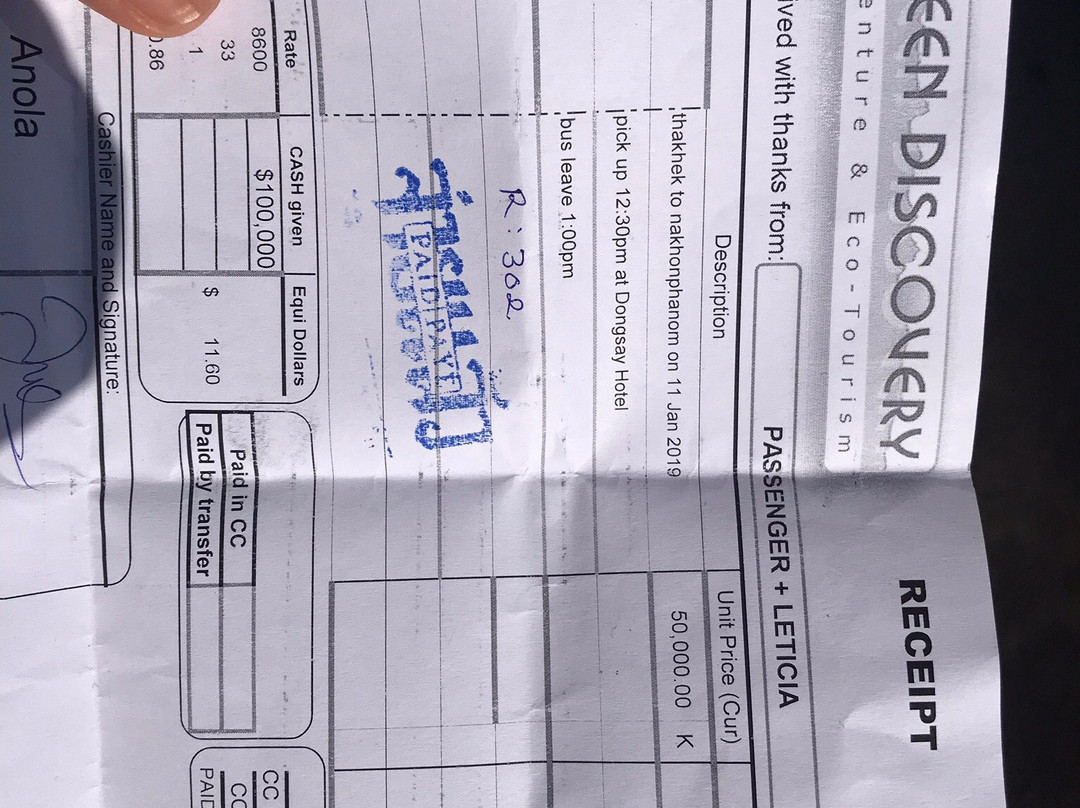 EEN DISCOVERY
enture & Eco-Tourism
RECEIPT
ived with thanks from:
PASSENGER + LETICIA
Description
Unit Price (Cur)
thakhek to nakhonphanom on 11 Jan 2019
50,000.00 K
pick up 12:30pm at Dongsay Hotel
bus leave 1:00pm
R: 302
PAID
Rate
CASH given
Equi Dollars
8600
$100,000
$ 11.60
33
1
0.86
Paid in CC
Paid by transfer
CC
CC
PAID
Cashier Name and Signature:
Anola